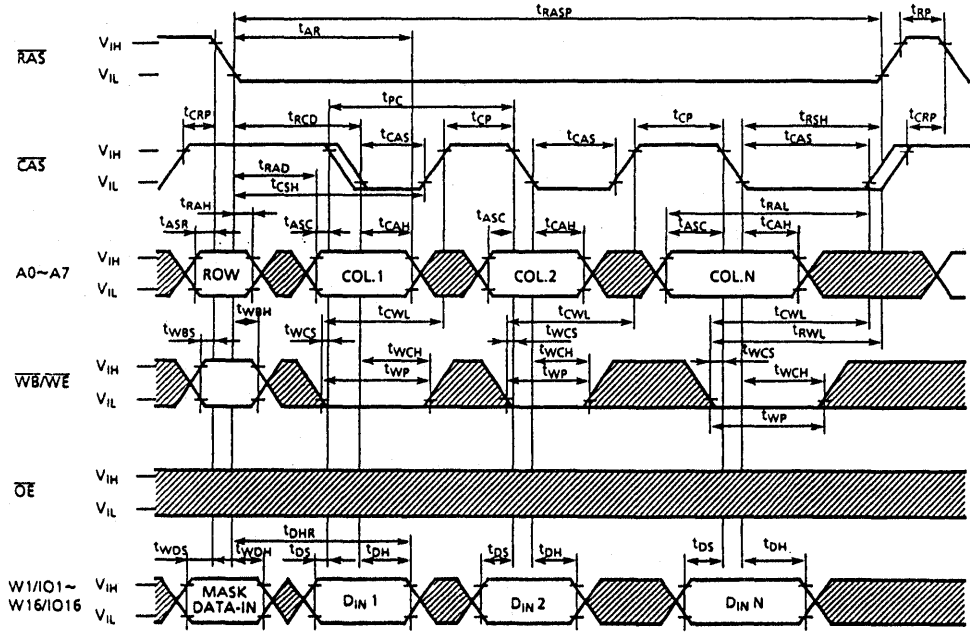 tRASP
tRP
tAR
RAS
VIH
VIL
tPC
tCRP
tRCD
tCAS
tCP
tCAS
tCP
tRSH
tCAS
tCRP
CAS
VIH
VIL
tRAD
tCSH
tRAL
tRAH
tASR
tASC
tCAH
tASC
tCAH
tASC
tCAH
A0~A7
VIH
VIL
ROW
COL.1
COL.2
COL.N
tWBH
tWBS
tWCS
tCWL
tCWL
tWCS
tCWL
tRWL
tWCS
WB/WE
VIH
VIL
tWCH
tWP
tWCH
tWP
tWCH
tWP
OE
VIH
VIL
tDHR
tWDS
tWDH
tDS
tDH
tDS
tDH
tDS
tDH
W1/IO1~
W16/IO16
VIH
VIL
MASK
DATA-IN
DIN 1
DIN 2
DIN N